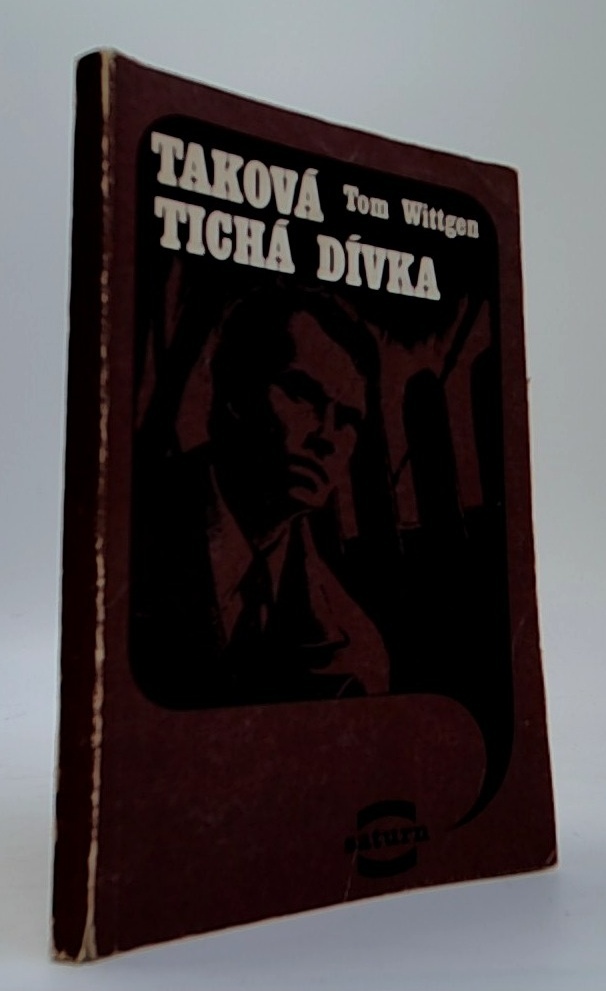 TAKOVÁ
Tom Wittgen
TICHÁ DÍVKA
saturn